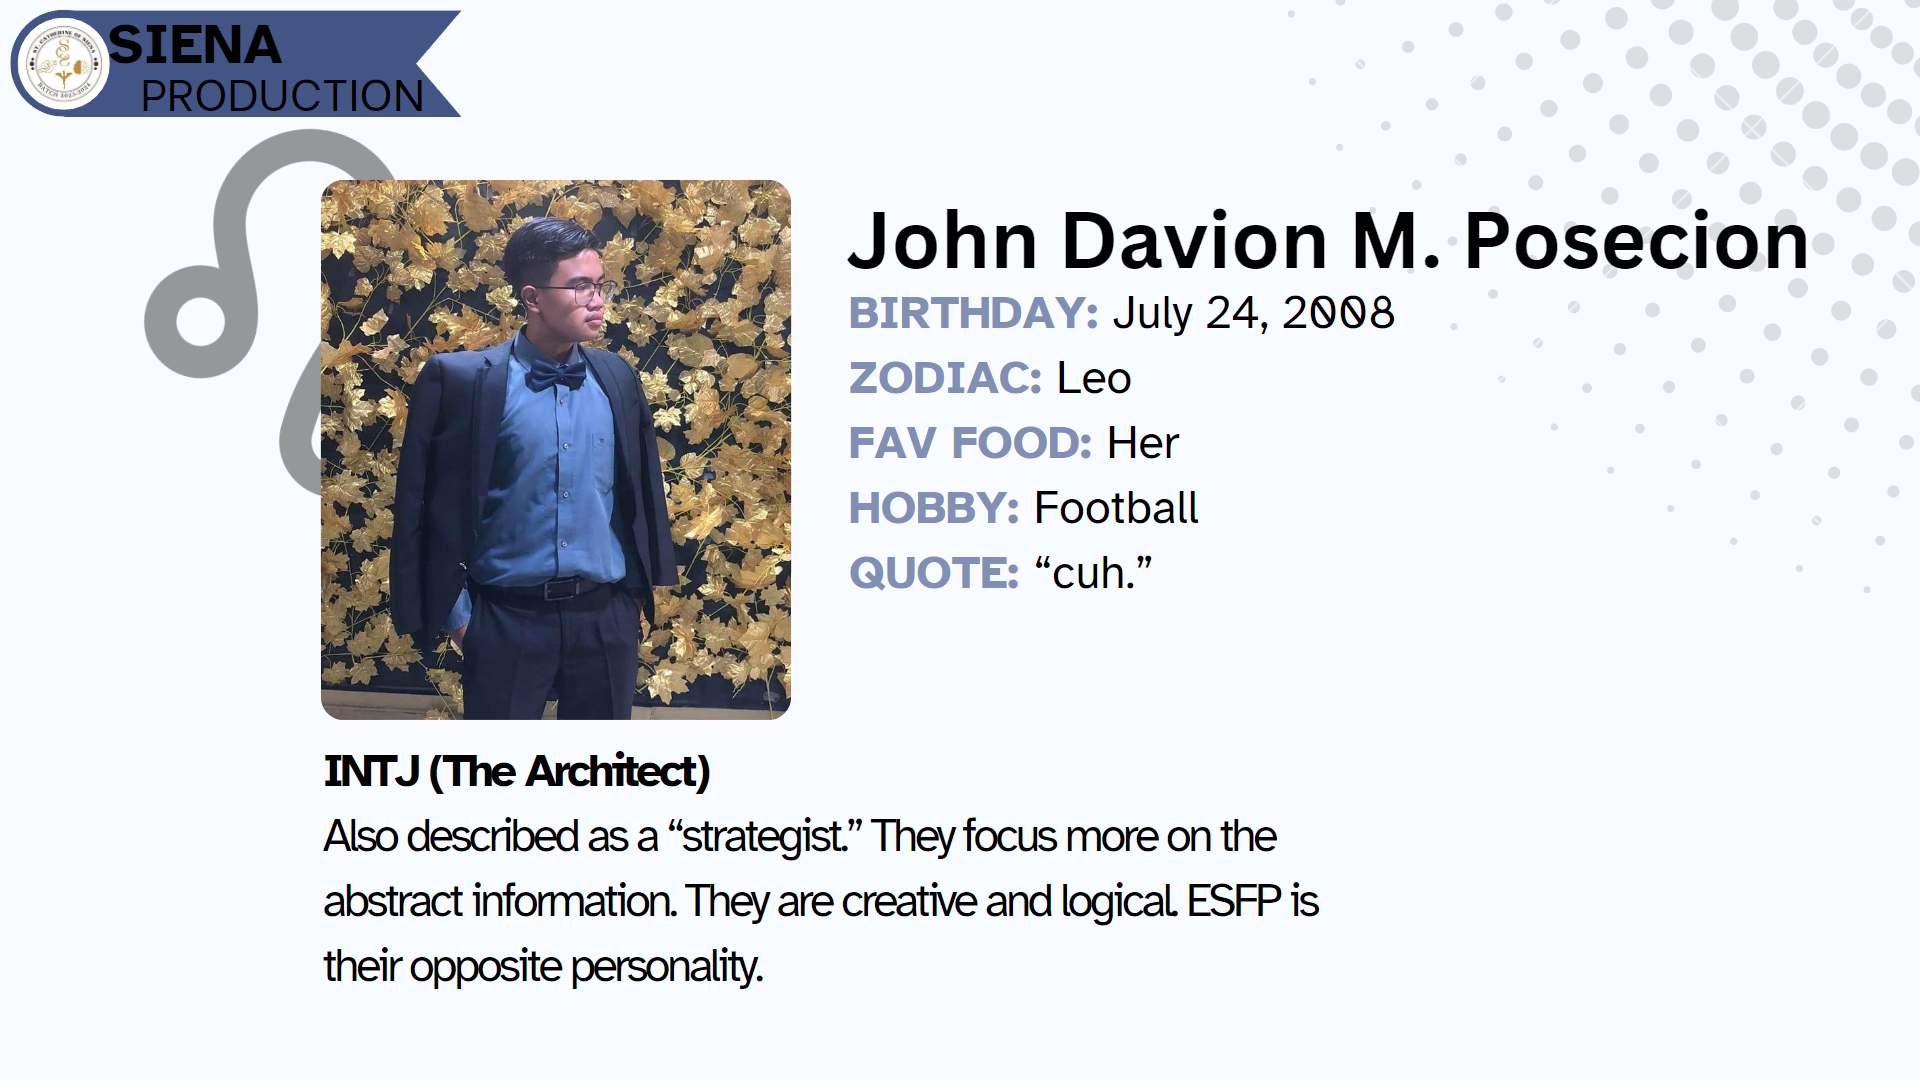 ST. CATHERINE OF SIENA
BATCH 2023-2024
SIENA
PRODUCTION
John Davion M. Posecion
BIRTHDAY: July 24, 2008
ZODIAC: Leo
FAV FOOD: Her
HOBBY: Football
QUOTE: “cuh.”
INTJ (The Architect)
Also described as a “strategist.” They focus more on the
abstract information. They are creative and logical. ESFP is
their opposite personality.